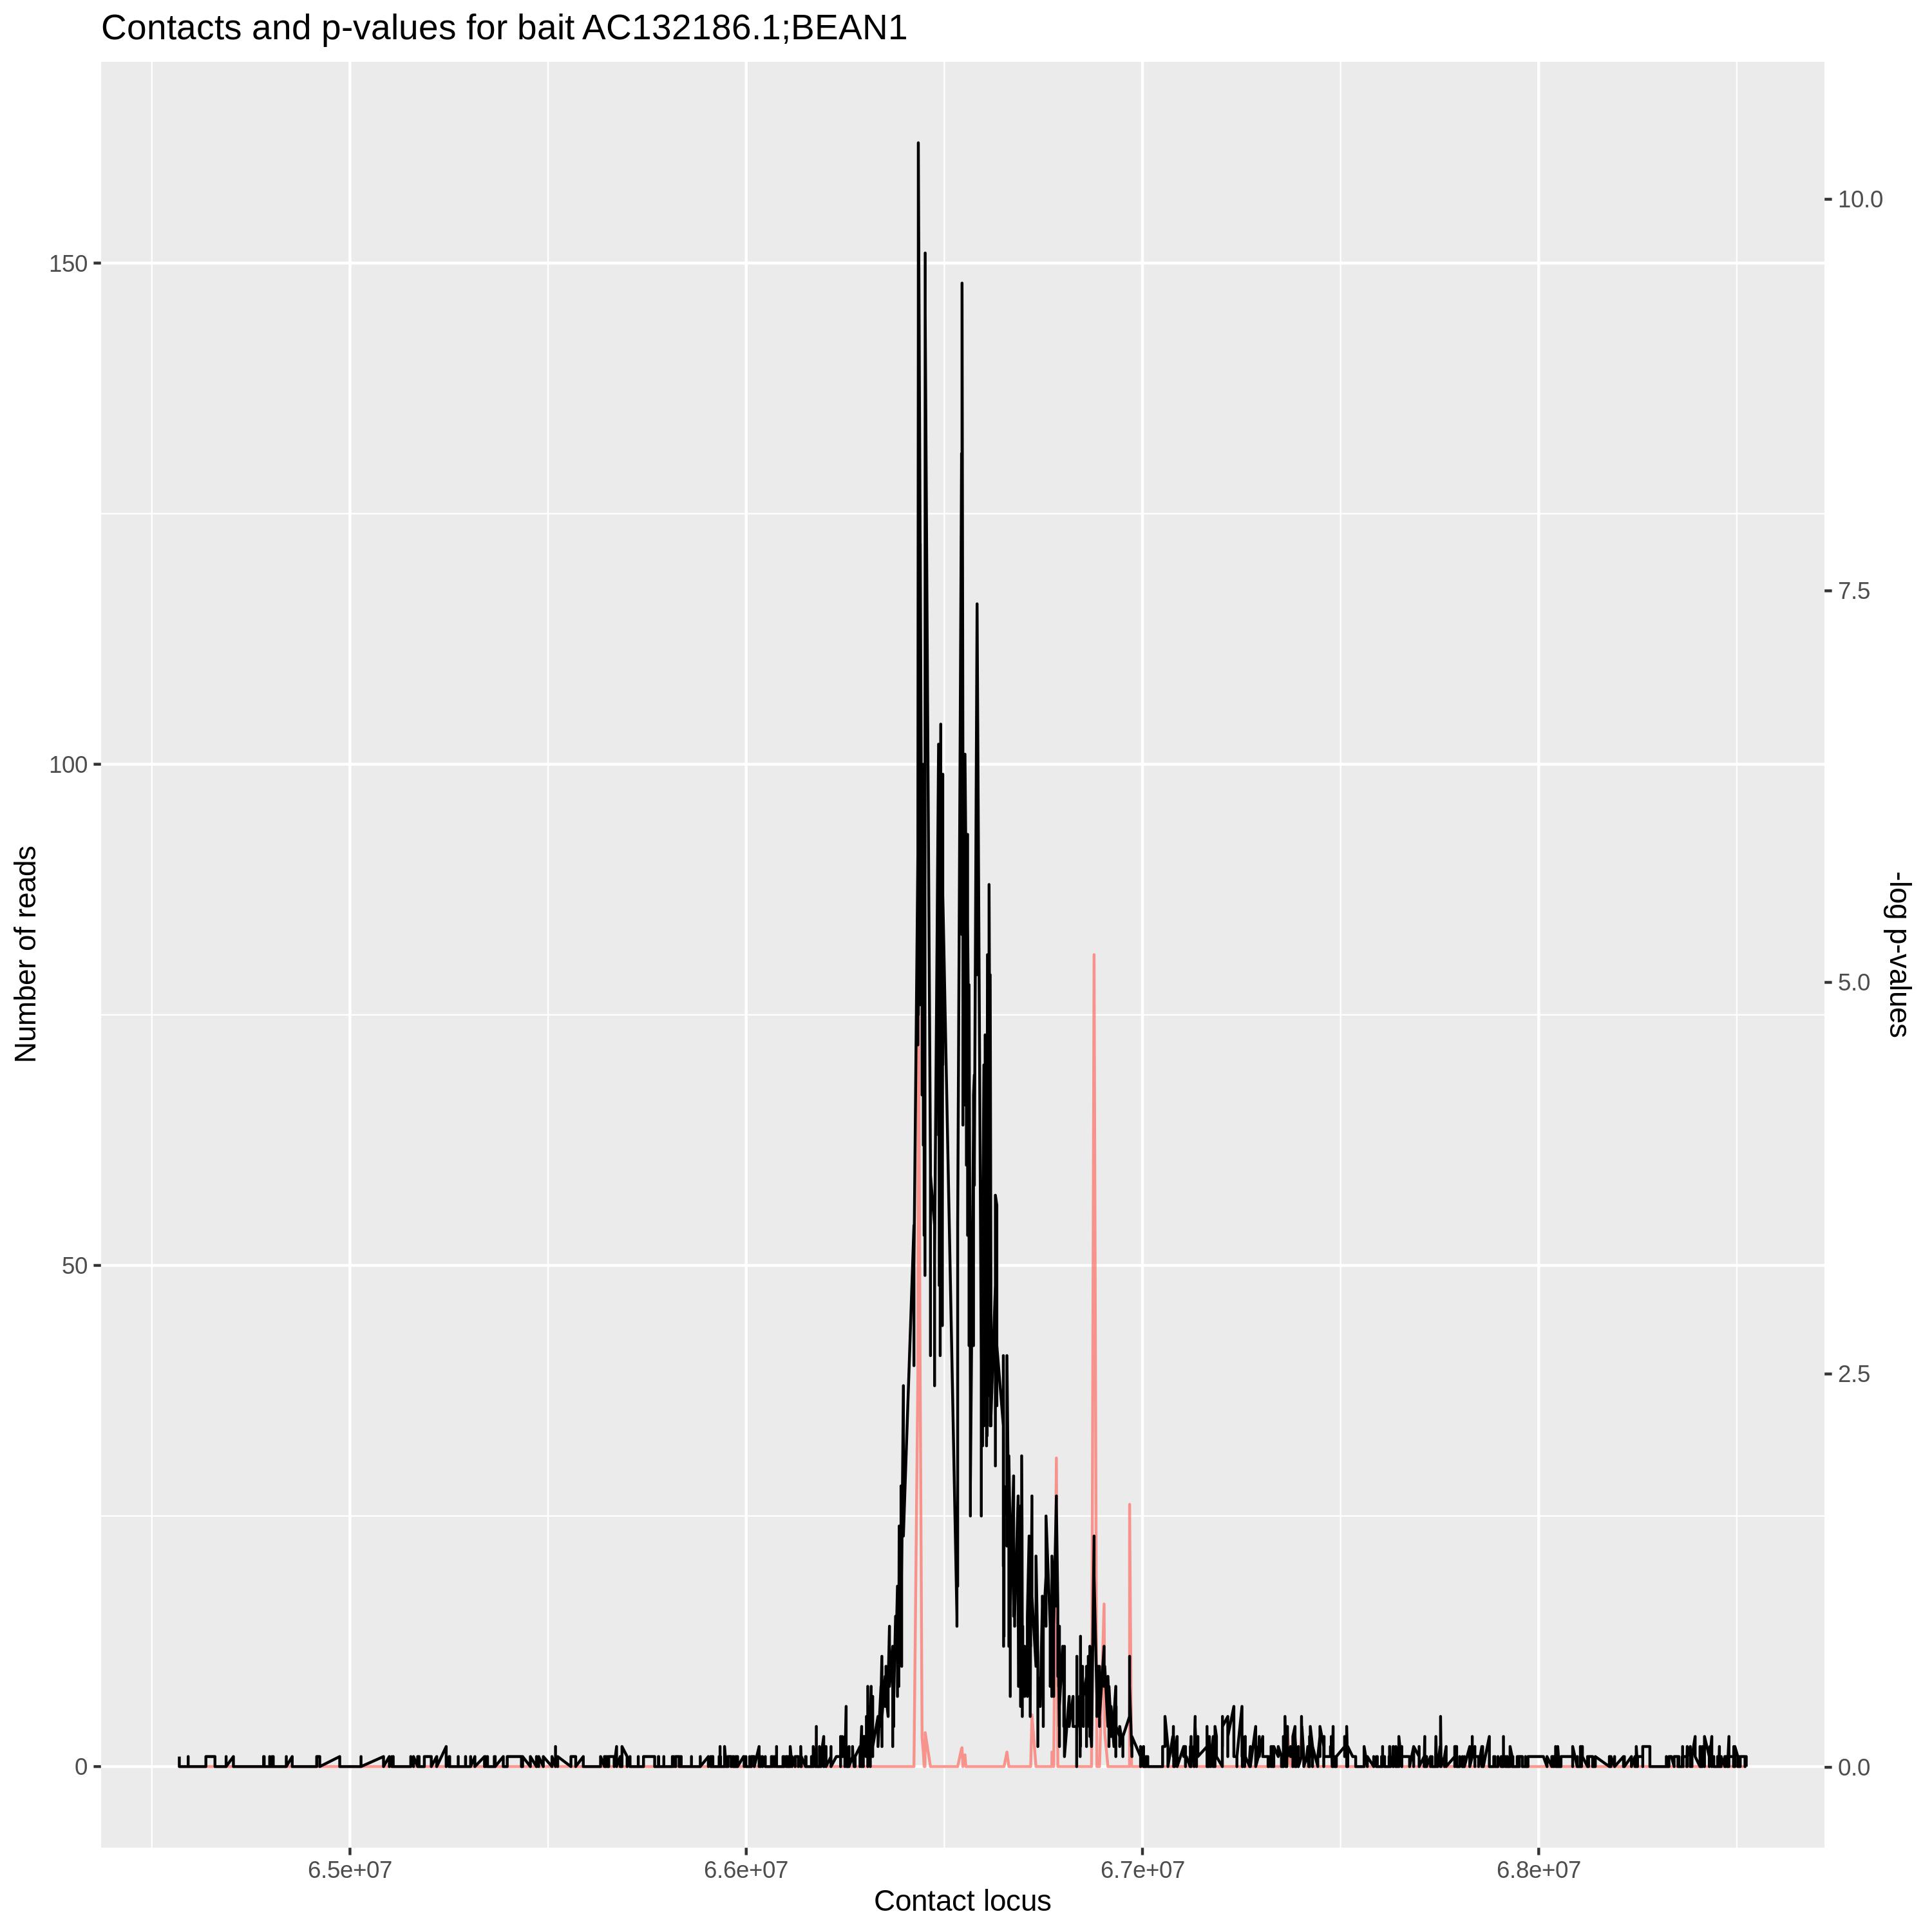 Contacts and p-values for bait AC132186.1;BEAN1
Number of reads
150
100
50
0
10.0
7.5
5.0
2.5
0.0
-log p-values
6.5e+07
6.6e+07
6.7e+07
6.8e+07
Contact locus